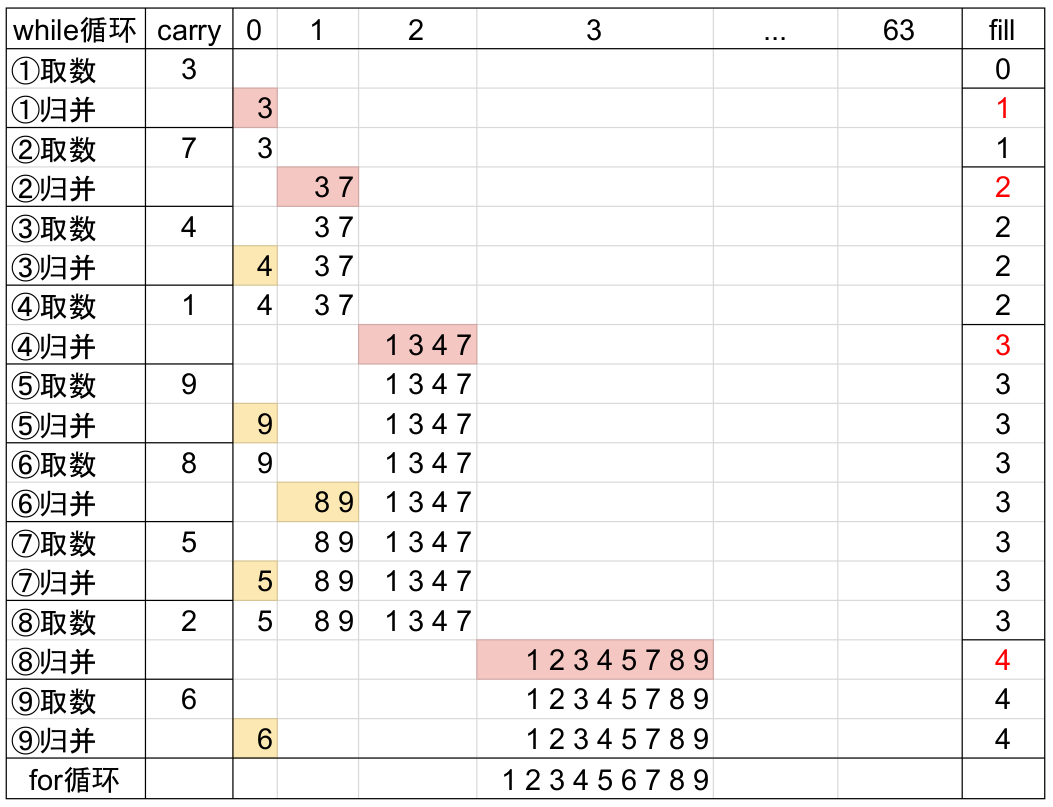 while循环 carry 0 1 2 3 ... 63 fill
①取数 3 0
①归并 3 1
②取数 7 3 1
②归并 3 7 2
③取数 4 3 7 2
③归并 4 3 7 2
④取数 1 4 3 7 2
④归并 1 3 4 7 3
⑤取数 9 1 3 4 7 3
⑤归并 9 1 3 4 7 3
⑥取数 8 9 1 3 4 7 3
⑥归并 8 9 1 3 4 7 3
⑦取数 5 8 9 1 3 4 7 3
⑦归并 5 8 9 1 3 4 7 3
⑧取数 2 5 8 9 1 3 4 7 3
⑧归并 1 2 3 4 5 7 8 9 4
⑨取数 6 1 2 3 4 5 7 8 9 4
⑨归并 6 1 2 3 4 5 7 8 9 4
for循环 1 2 3 4 5 6 7 8 9